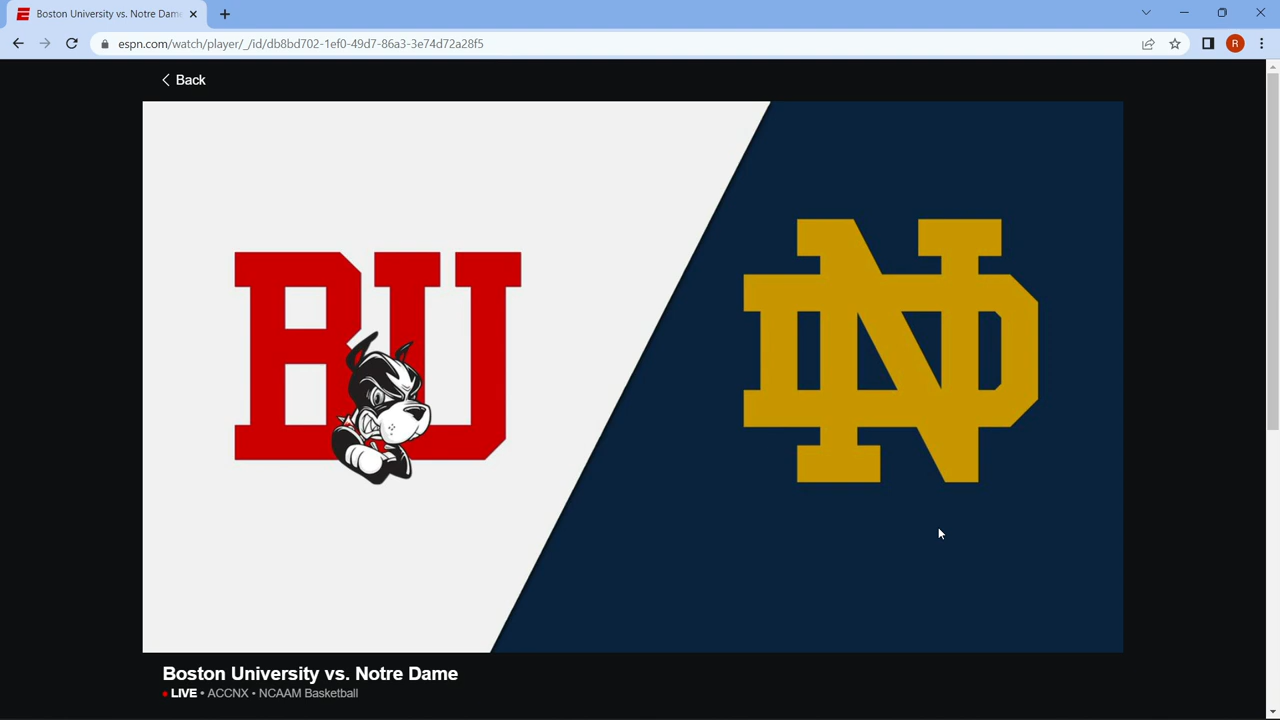 Boston University vs. Notre Dam
espn.com/watch/player/_/id/db8bd702-1ef0-49d7-86a3-3e74d72a28f5
R
Back
BU
ND
Boston University vs. Notre Dame
LIVE • ACCNX • NCAAM Basketball